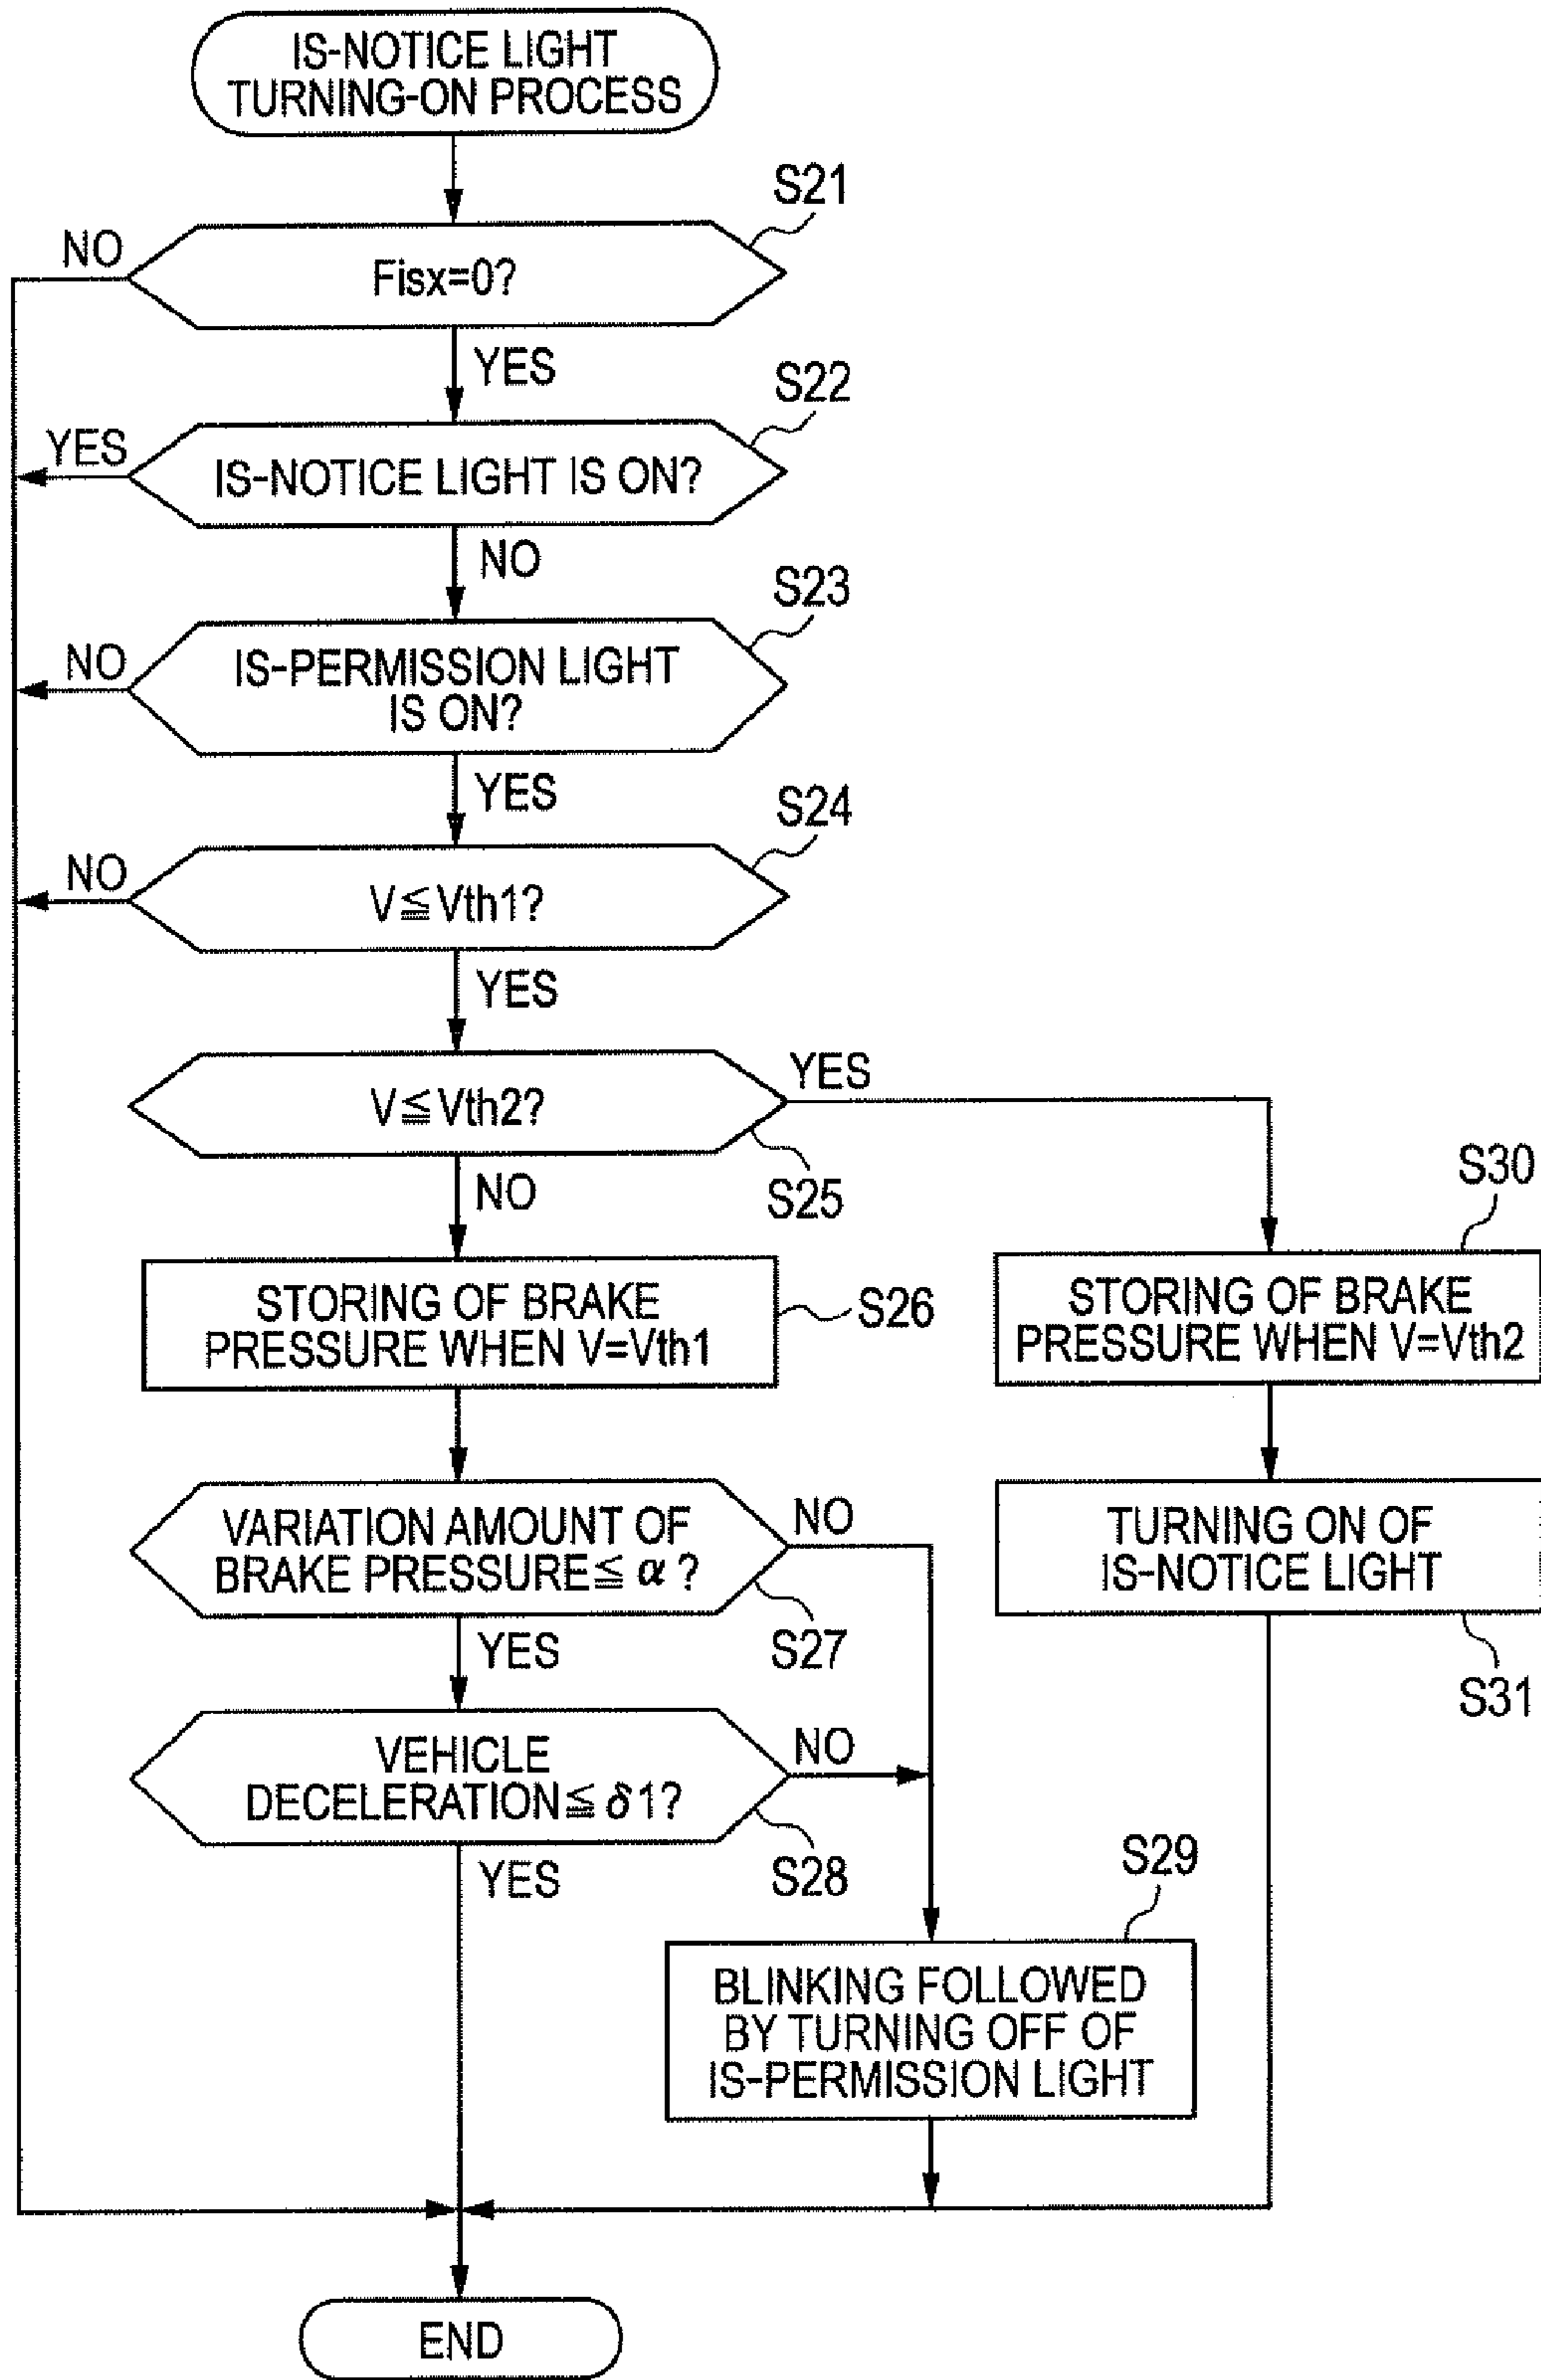 IS-NOTICE LIGHT
TURNING-ON PROCESS
S21
NO
Fisx=0?
YES
S22
YES
IS-NOTICE LIGHT IS ON?
NO
S23
NO
IS-PERMISSION LIGHT
IS ON?
YES
S24
NO
V≦Vth1?
YES
V≦Vth2?
YES
S25
NO
S30
STORING OF BRAKE
PRESSURE WHEN V=Vth1
S26
STORING OF BRAKE
PRESSURE WHEN V=Vth2
VARIATION AMOUNT OF
BRAKE PRESSURE≦ α ?
NO
S27
YES
TURNING ON OF
IS-NOTICE LIGHT
S31
VEHICLE
DECELERATION≦ δ1?
NO
S28
YES
S29
BLINKING FOLLOWED
BY TURNING OFF OF
IS-PERMISSION LIGHT
END